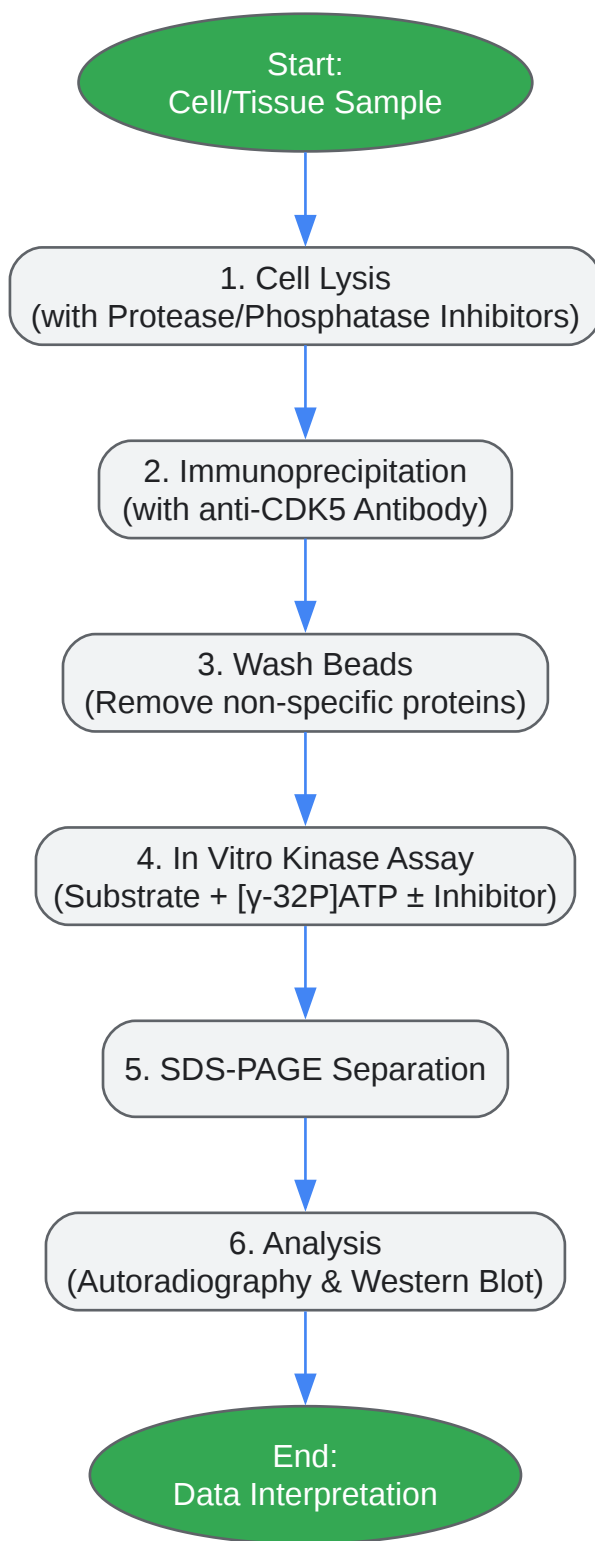 Start:
Cell/Tissue Sample
1. Cell Lysis
(with Protease/Phosphatase Inhibitors)
2. Immunoprecipitation
(with anti-CDK5 Antibody)
3. Wash Beads
(Remove non-specific proteins)
4. In Vitro Kinase Assay
(Substrate + [γ-32P]ATP ± Inhibitor)
5. SDS-PAGE Separation
6. Analysis
(Autoradiography & Western Blot)
End:
Data Interpretation